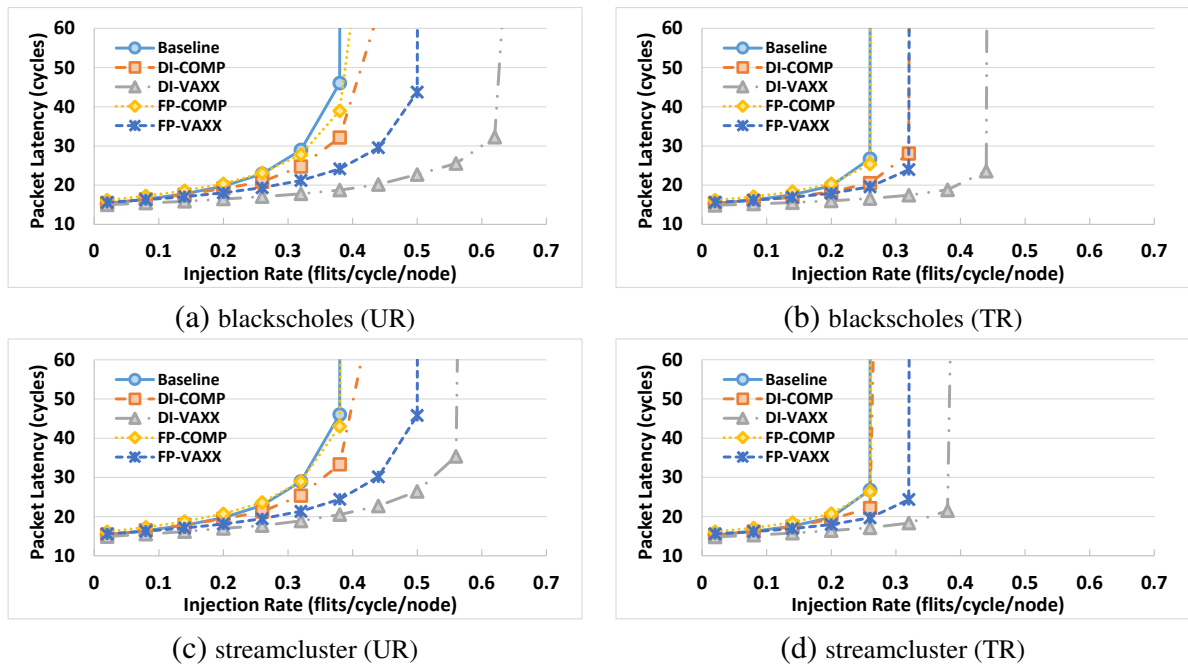 60
50
40
30
20
10
Packet Latency (cycles)
Baseline
DI-COMP
DI-VAXX
FP-COMP
FP-VAXX
0 0.1 0.2 0.3 0.4 0.5 0.6 0.7
Injection Rate (flits/cycle/node)
(a) blackscholes (UR)
60
50
40
30
20
10
Packet Latency (cycles)
Baseline
DI-COMP
DI-VAXX
FP-COMP
FP-VAXX
0 0.1 0.2 0.3 0.4 0.5 0.6 0.7
Injection Rate (flits/cycle/node)
(b) blackscholes (TR)
60
50
40
30
20
10
Packet Latency (cycles)
Baseline
DI-COMP
DI-VAXX
FP-COMP
FP-VAXX
0 0.1 0.2 0.3 0.4 0.5 0.6 0.7
Injection Rate (flits/cycle/node)
(c) streamcluster (UR)
60
50
40
30
20
10
Packet Latency (cycles)
Baseline
DI-COMP
DI-VAXX
FP-COMP
FP-VAXX
0 0.1 0.2 0.3 0.4 0.5 0.6 0.7
Injection Rate (flits/cycle/node)
(d) streamcluster (TR)